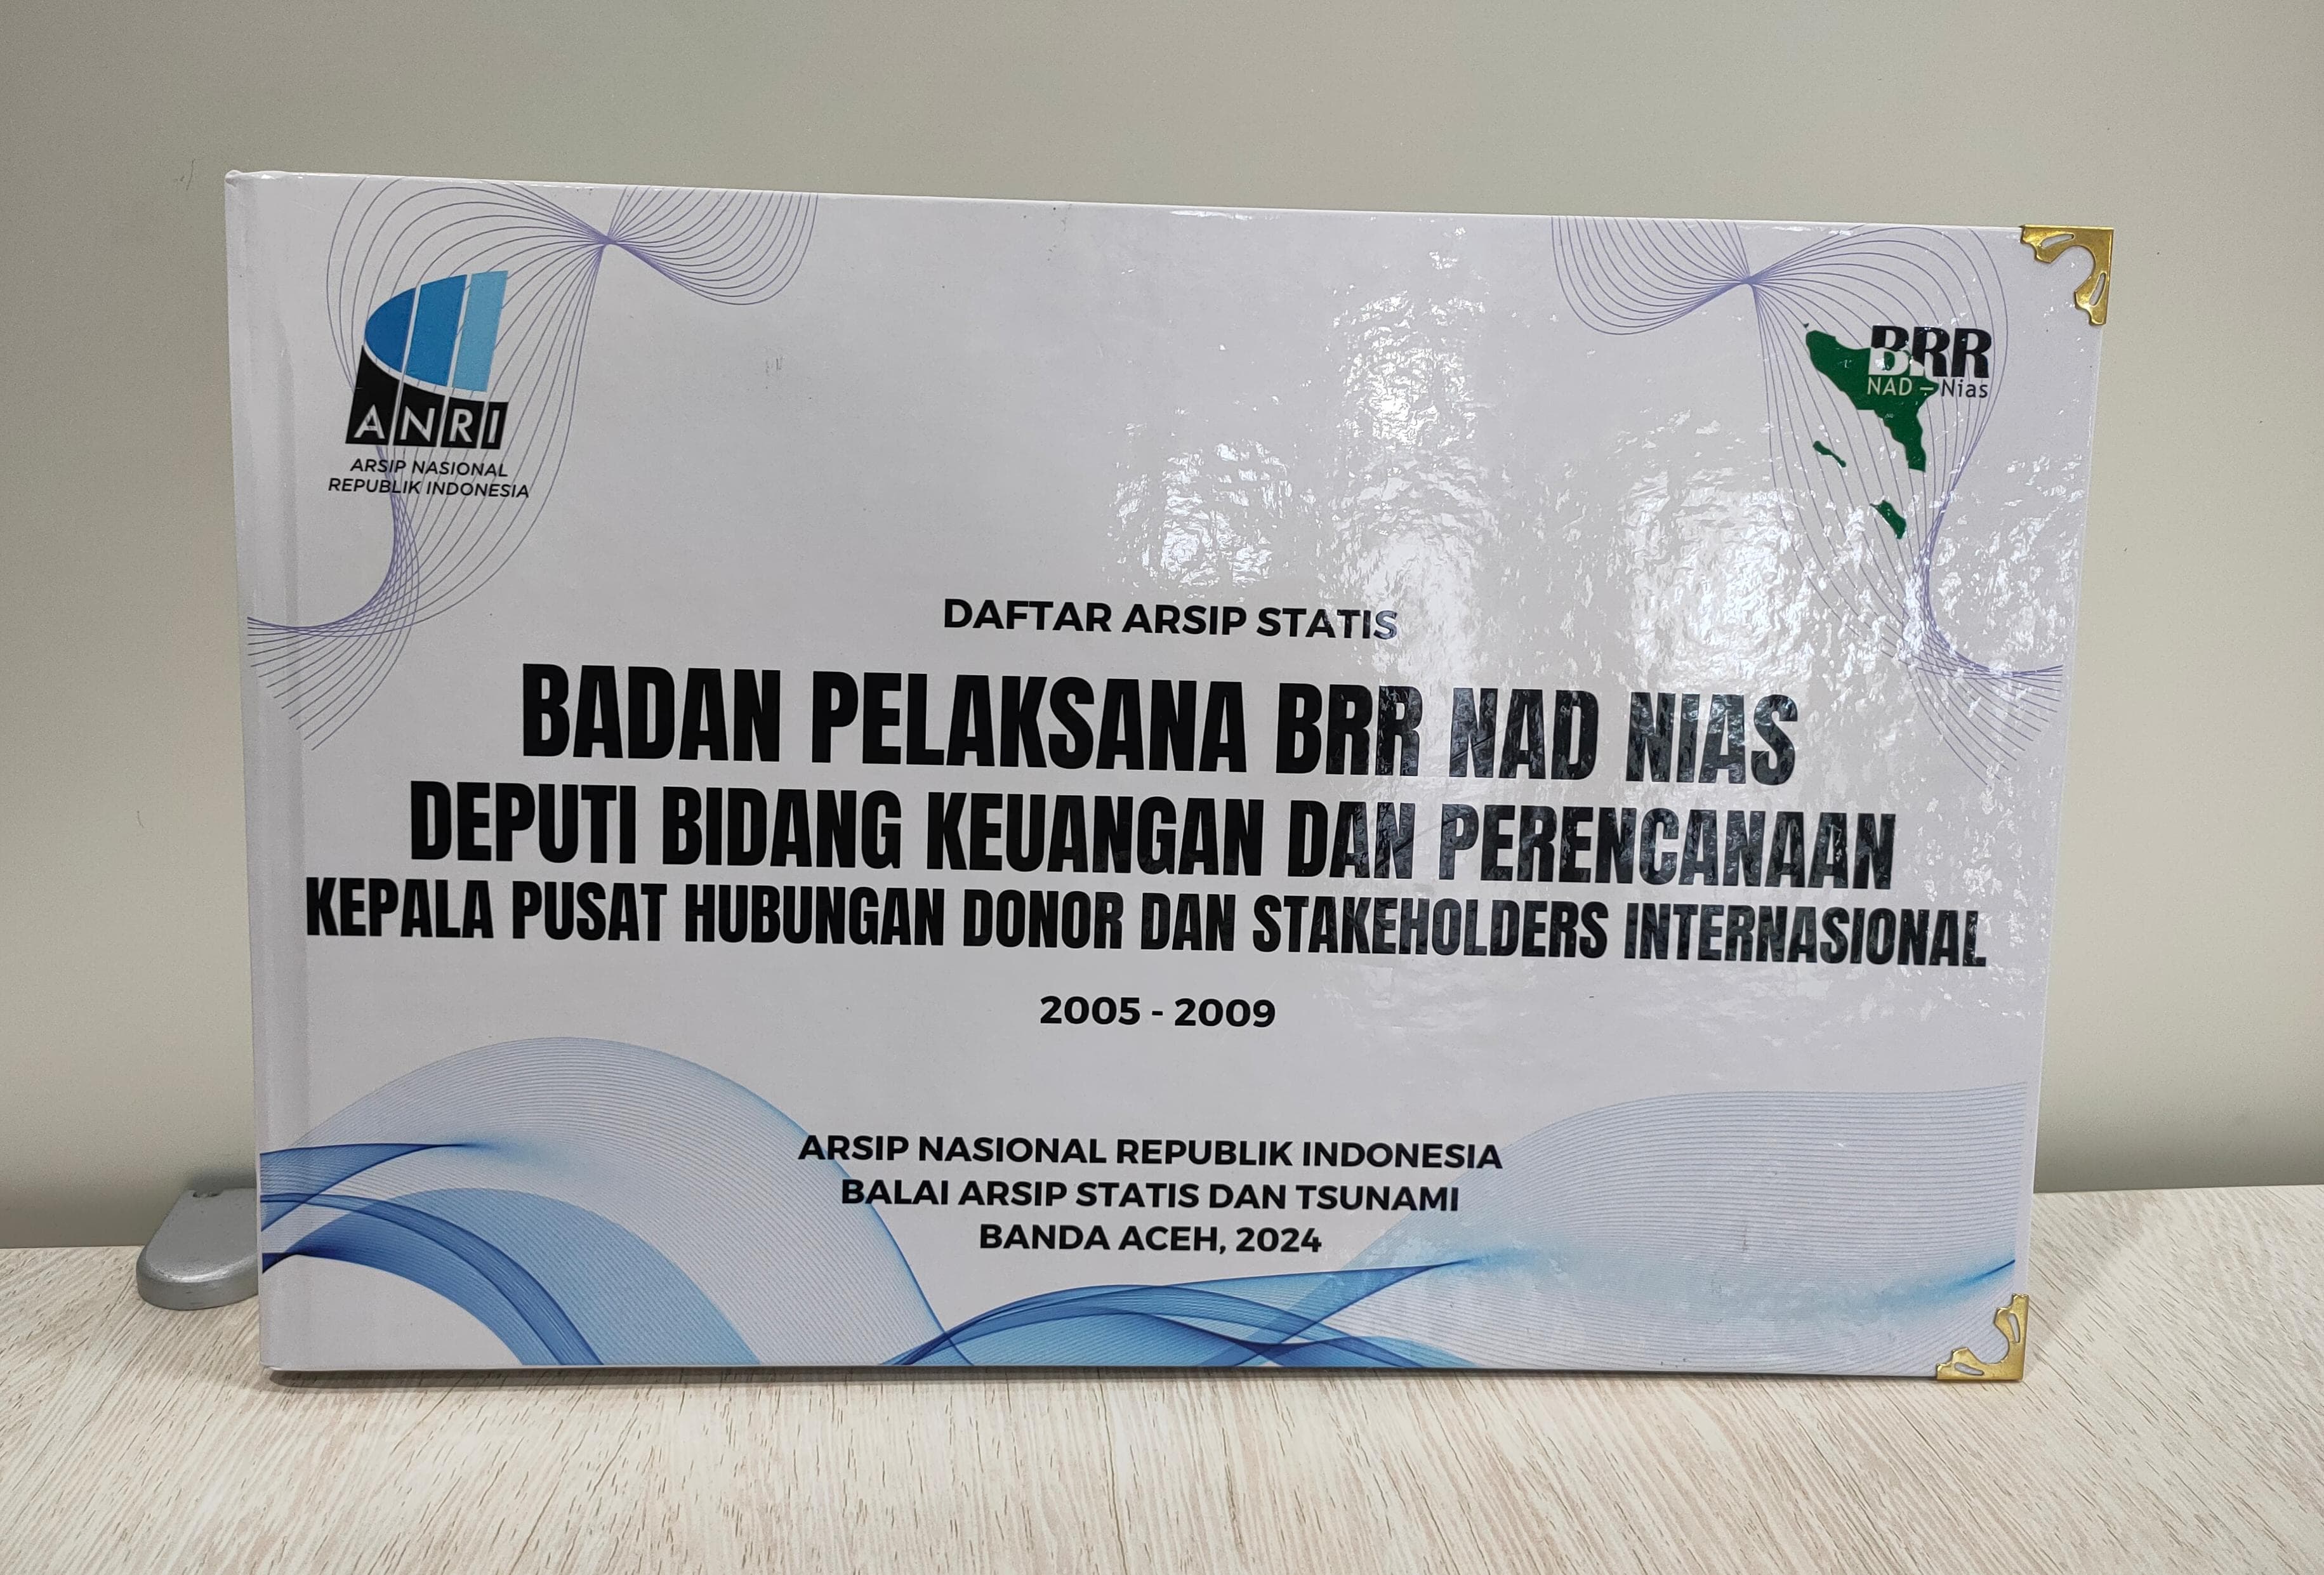 ANRI
ARSIP NASIONAL
REPUBLIK INDONESIA
BRR
NAD – Nias
DAFTAR ARSIP STATIS
BADAN PELAKSANA BRR NAD NIAS
DEPUTI BIDANG KEUANGAN DAN PERENCANAAN
KEPALA PUSAT HUBUNGAN DONOR DAN STAKEHOLDERS INTERNASIONAL
2005 - 2009
ARSIP NASIONAL REPUBLIK INDONESIA
BALAI ARSIP STATIS DAN TSUNAMI
BANDA ACEH, 2024